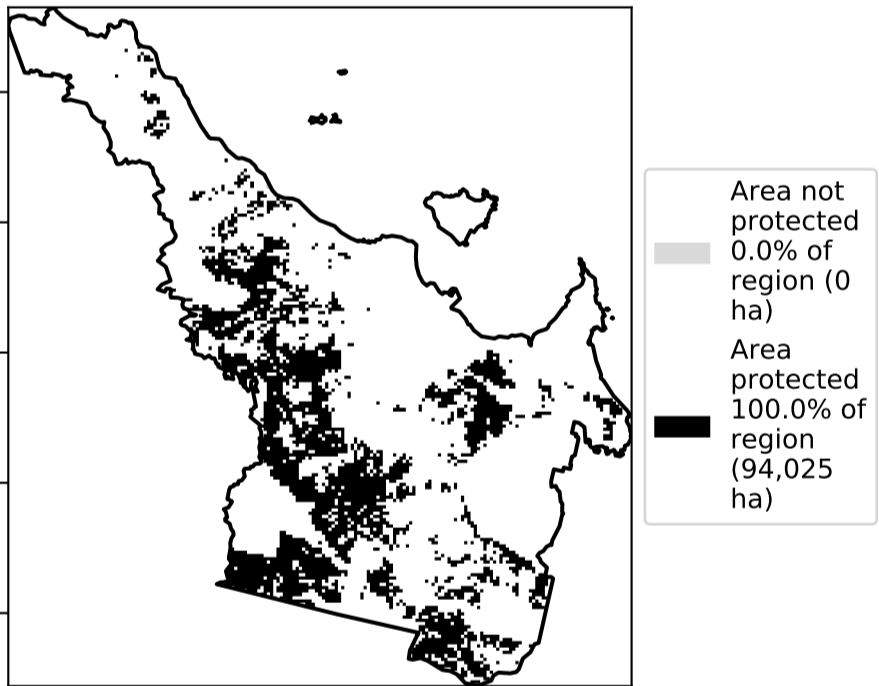 Area not
protected
0.0% of
region (0
ha)
Area
protected
100.0% of
region
(94,025
ha)